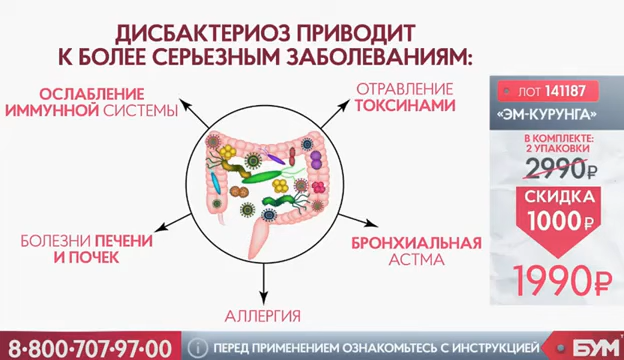 ДИСБАКТЕРИОЗ ПРИВОДИТ
К БОЛЕЕ СЕРЬЕЗНЫМ ЗАБОЛЕВАНИЯМ:
ОСЛАБЛЕНИЕ
ИММУННОЙ СИСТЕМЫ
ОТРАВЛЕНИЕ
ТОКСИНАМИ
БОЛЕЗНИ ПЕЧЕНИ
И ПОЧЕК
БРОНХИАЛЬНАЯ
АСТМА
АЛЛЕРГИЯ
ЛОТ 141187
«ЭМ-КУРУНГА»
В КОМПЛЕКТЕ:
2 УПАКОВКИ
2990₽
СКИДКА
1000₽
1990₽
8·800·707·97·00
ПЕРЕД ПРИМЕНЕНИЕМ ОЗНАКОМЬТЕСЬ С ИНСТРУКЦИЕЙ
БУМ